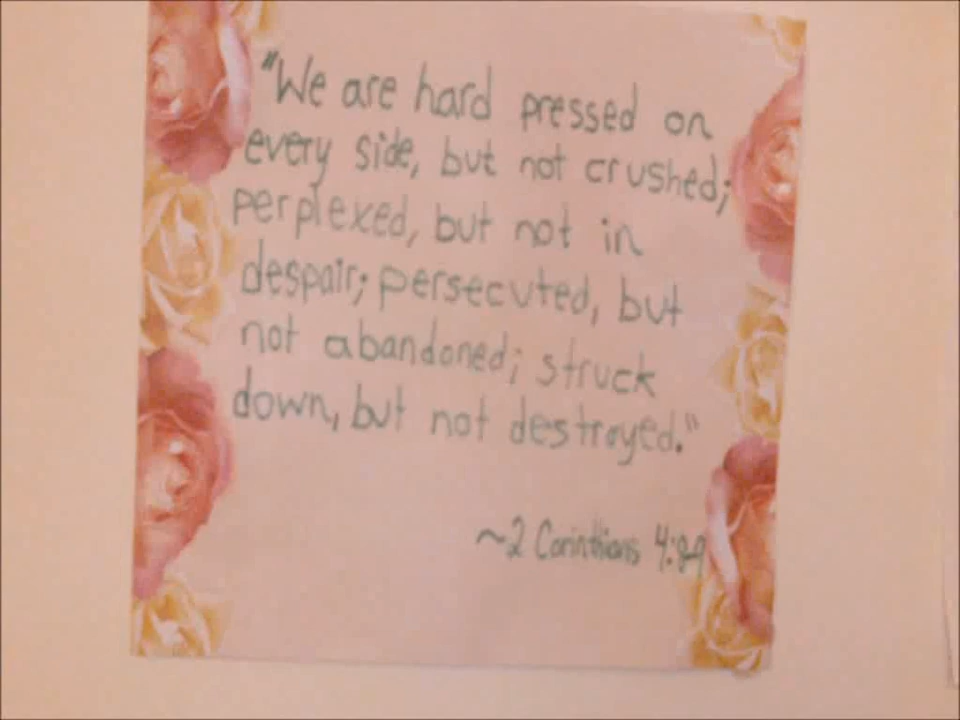 "We are hard pressed on
every side, but not crushed;
perplexed, but not in
despair; persecuted, but
not abandoned; struck
down, but not destroyed."
~2 Corinthians 4:8-9